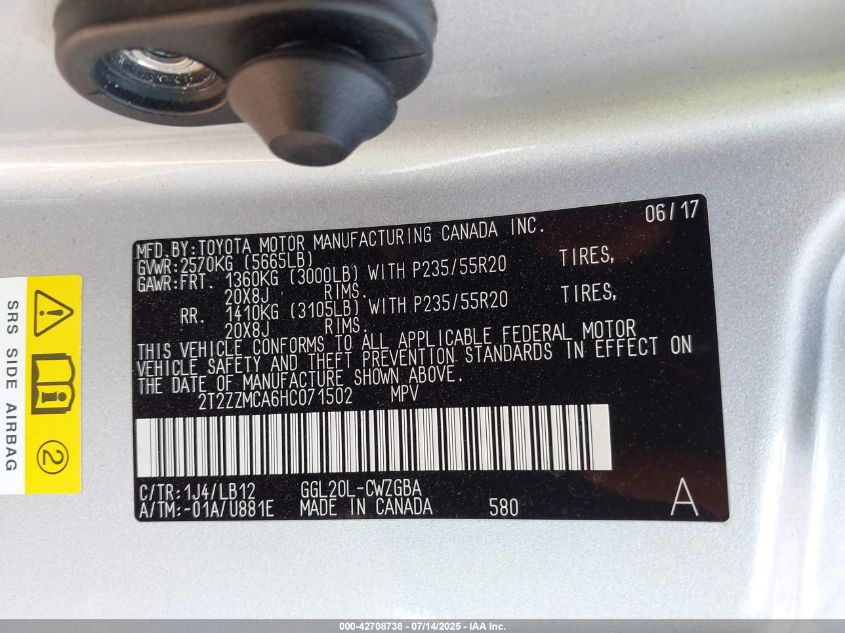 06/17
MFD.BY:TOYOTA MOTOR MANUFACTURING CANADA INC.
GVWR:2570KG (5665LB)
GAWR:FRT. 1360KG (3000LB) WITH P235/55R20 TIRES,
20X8J RIMS.
RR. 1410KG (3105LB) WITH P235/55R20 TIRES,
20X8J RIMS.
THIS VEHICLE CONFORMS TO ALL APPLICABLE FEDERAL MOTOR
VEHICLE SAFETY AND THEFT PREVENTION STANDARDS IN EFFECT ON
THE DATE OF MANUFACTURE SHOWN ABOVE.
2T2ZZMCA6HC071502 MPV
C/TR:1J4/LB12 GGL20L-CWZGBA
A/TM:-01A/U881E MADE IN CANADA 580 A
SRS SIDE AIRBAG
2
000-42708738 - 07/14/2025 - IAA Inc.